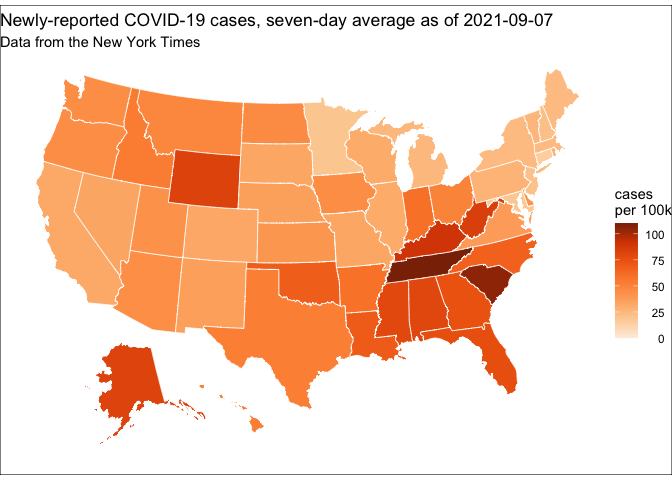 Newly-reported COVID-19 cases, seven-day average as of 2021-09-07
Data from the New York Times
cases
per 100k
100
75
50
25
0